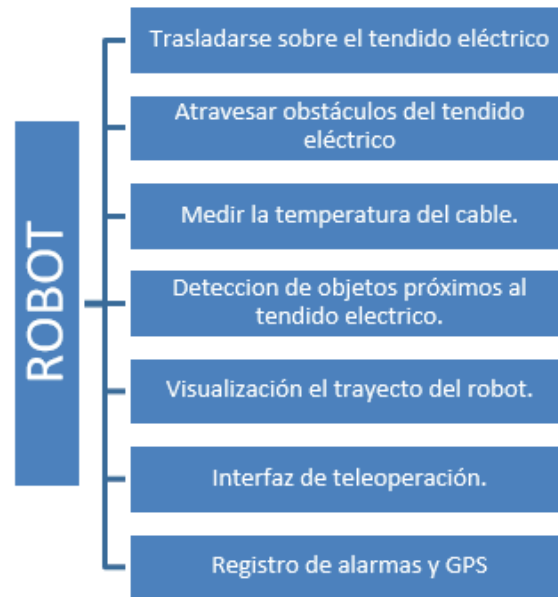 ROBOT
Trasladarse sobre el tendido eléctrico
Atravesar obstáculos del tendido
eléctrico
Medir la temperatura del cable.
Deteccion de objetos próximos al
tendido electrico.
Visualización el trayecto del robot.
Interfaz de teleoperación.
Registro de alarmas y GPS